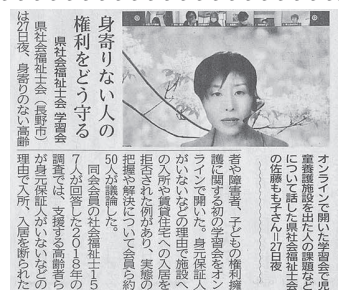 身寄りない人の
権利をどう守る
県社会福祉士会 学習会
オンラインで開いた学習会で児
童養護施設を出た人の課題など
について話した県社会福祉士会
の佐藤もも子さん＝27日夜
県社会福祉士会（長野市）
は27日夜、身寄りのない高齢
者や障害者、子どもの権利擁
護に関する初の学習会をオン
ラインで開いた。身元保証人
がいないなどの理由で施設へ
の入所や賃貸住宅への入居を
拒否された例があり、実態の
把握や解決について会員ら約
50人が議論した。
同会会員の社会福祉士15
7人が回答した2018年の
調査では、支援する高齢者ら
が身元保証人がいないなどの
理由で入所、入居を断られた